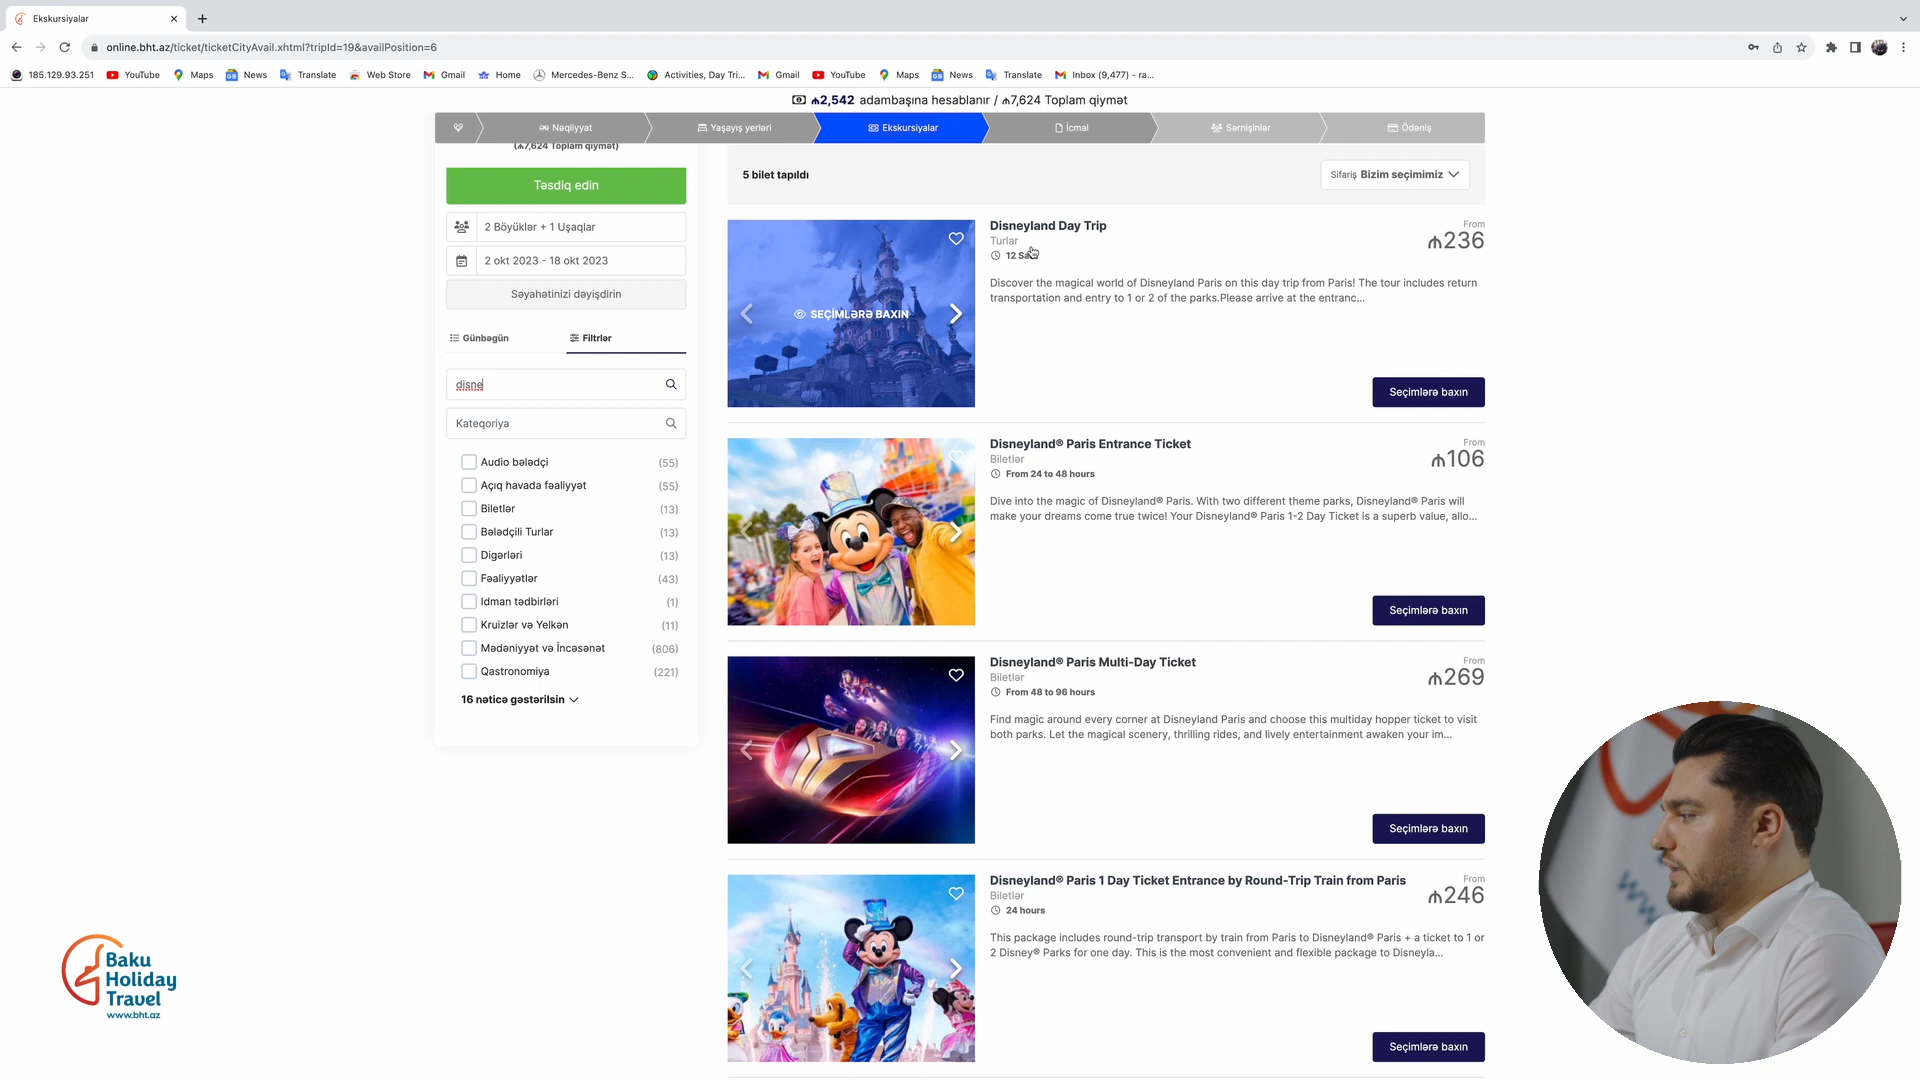 Ekskursiyalar
online.bht.az/ticket/ticketCityAvail.xhtml?tripId=19&availPosition=6
185.129.93.251
YouTube
Maps
News
Translate
Web Store
Gmail
Home
Mercedes-Benz S...
Activities, Day Tri...
Gmail
YouTube
Maps
News
Translate
Inbox (9,477) - ra...
₼2,542 adambaşına hesablanır / ₼7,624 Toplam qiymət
Nəqliyyat
Yaşayış yerləri
Ekskursiyalar
İcmal
Sərnişinlər
Ödəniş
(₼7,624 Toplam qiymət)
Təsdiq edin
2 Böyüklər + 1 Uşaqlar
2 okt 2023 - 18 okt 2023
Səyahətinizi dəyişdirin
Günbəgün
Filtrlər
disne
Kateqoriya
Audio bələdçi (55)
Açıq havada fəaliyyət (55)
Biletlər (13)
Bələdçili Turlar (13)
Digərləri (13)
Fəaliyyətlər (43)
Idman tədbirləri (1)
Kruizlər və Yelkən (11)
Mədəniyyət və İncəsənət (806)
Qastronomiya (221)
16 nəticə göstərilsin
5 bilet tapıldı
Sifariş Bizim seçimimiz
SEÇİMLƏRƏ BAXIN
Disneyland Day Trip
Turlar
From
₼236
Discover the magical world of Disneyland Paris on this day trip from Paris! The tour includes return
transportation and entry to 1 or 2 of the parks.Please arrive at the entranc...
Seçimlərə baxın
Disneyland® Paris Entrance Ticket
Biletlər
From 24 to 48 hours
From
₼106
Dive into the magic of Disneyland® Paris. With two different theme parks, Disneyland® Paris will
make your dreams come true twice! Your Disneyland® Paris 1-2 Day Ticket is a superb value, allo...
Seçimlərə baxın
Disneyland® Paris Multi-Day Ticket
Biletlər
From 48 to 96 hours
From
₼269
Find magic around every corner at Disneyland Paris and choose this multiday hopper ticket to visit
both parks. Let the magical scenery, thrilling rides, and lively entertainment awaken your im...
Seçimlərə baxın
Disneyland® Paris 1 Day Ticket Entrance by Round-Trip Train from Paris
Biletlər
24 hours
From
₼246
This package includes round-trip transport by train from Paris to Disneyland® Paris + a ticket to 1 or
2 Disney® Parks for one day. This is the most convenient and flexible package to Disneyla...
Seçimlərə baxın
Baku
Holiday
Travel
www.bht.az